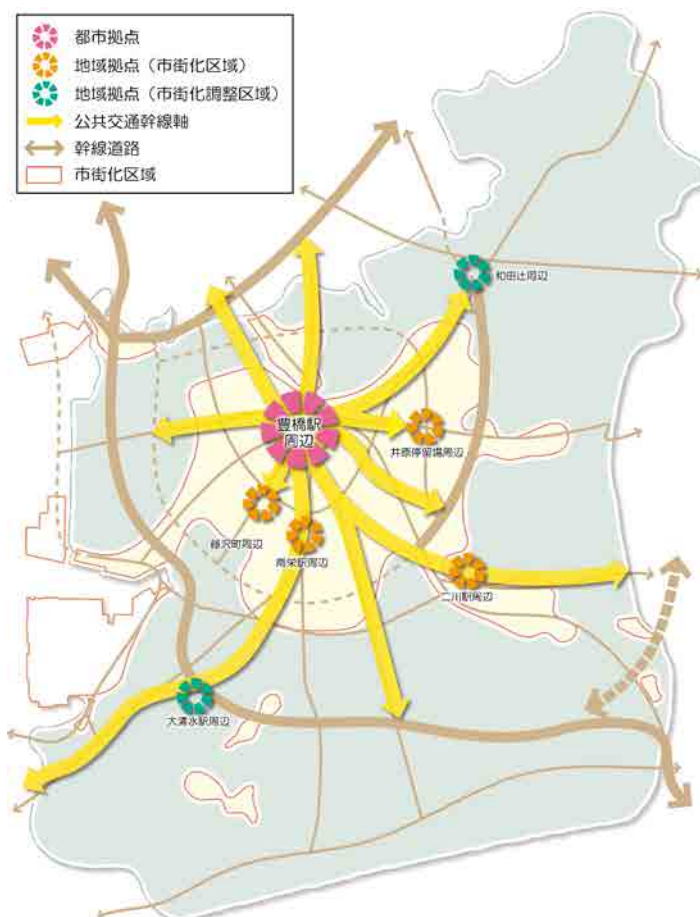 都市拠点
地域拠点（市街化区域）
地域拠点（市街化調整区域）
公共交通幹線軸
幹線道路
市街化区域
和田辻周辺
豊橋駅
周辺
井原停留場周辺
藤沢町周辺
南栄駅周辺
二川駅周辺
大清水駅周辺